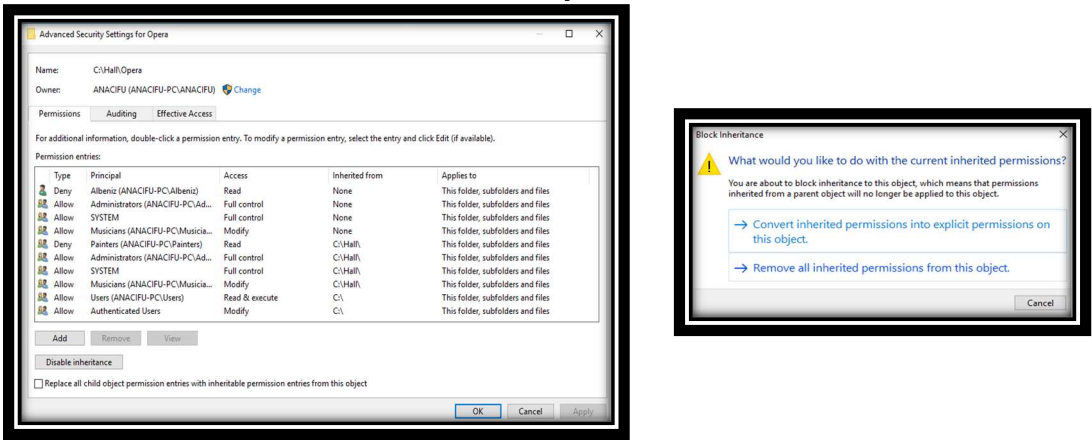 Advanced Security Settings for Opera
Name: C:\Hall\Opera
Owner: ANACIFU (ANACIFU-PC\ANACIFU) Change
Permissions Auditing Effective Access
For additional information, double-click a permission entry. To modify a permission entry, select the entry and click Edit (if available).
Permission entries:
Type Principal Access Inherited from Applies to
Deny Albeniz (ANACIFU-PC\Albeniz) Read None This folder, subfolders and files
Allow Administrators (ANACIFU-PC\Ad... Full control None This folder, subfolders and files
Allow SYSTEM Full control None This folder, subfolders and files
Allow Musicians (ANACIFU-PC\Musicia... Modify None This folder, subfolders and files
Deny Painters (ANACIFU-PC\Painters) Read C:\Hall\ This folder, subfolders and files
Allow Administrators (ANACIFU-PC\Ad... Full control C:\Hall\ This folder, subfolders and files
Allow SYSTEM Full control C:\Hall\ This folder, subfolders and files
Allow Musicians (ANACIFU-PC\Musicia... Modify C:\Hall\ This folder, subfolders and files
Allow Users (ANACIFU-PC\Users) Read & execute C:\ This folder, subfolders and files
Allow Authenticated Users Modify C:\ This folder, subfolders and files
Add Remove View
Disable inheritance
Replace all child object permission entries with inheritable permission entries from this object
OK Cancel Apply
Block Inheritance
What would you like to do with the current inherited permissions?
You are about to block inheritance to this object, which means that permissions
inherited from a parent object will no longer be applied to this object.
Convert inherited permissions into explicit permissions on
this object.
Remove all inherited permissions from this object.
Cancel